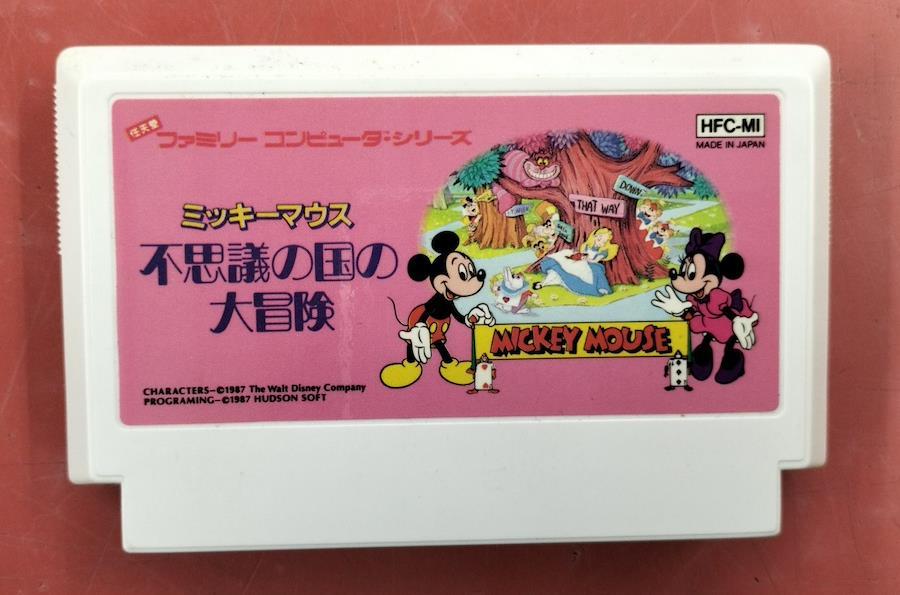 任天堂
ファミリー コンピュータ・シリーズ
HFC-MI
MADE IN JAPAN
ミッキーマウス
不思議の国の
大冒険
DOWN
THAT WAY
MICKEY MOUSE
CHARACTERS-©1987 The Walt Disney Company
PROGRAMING-©1987 HUDSON SOFT